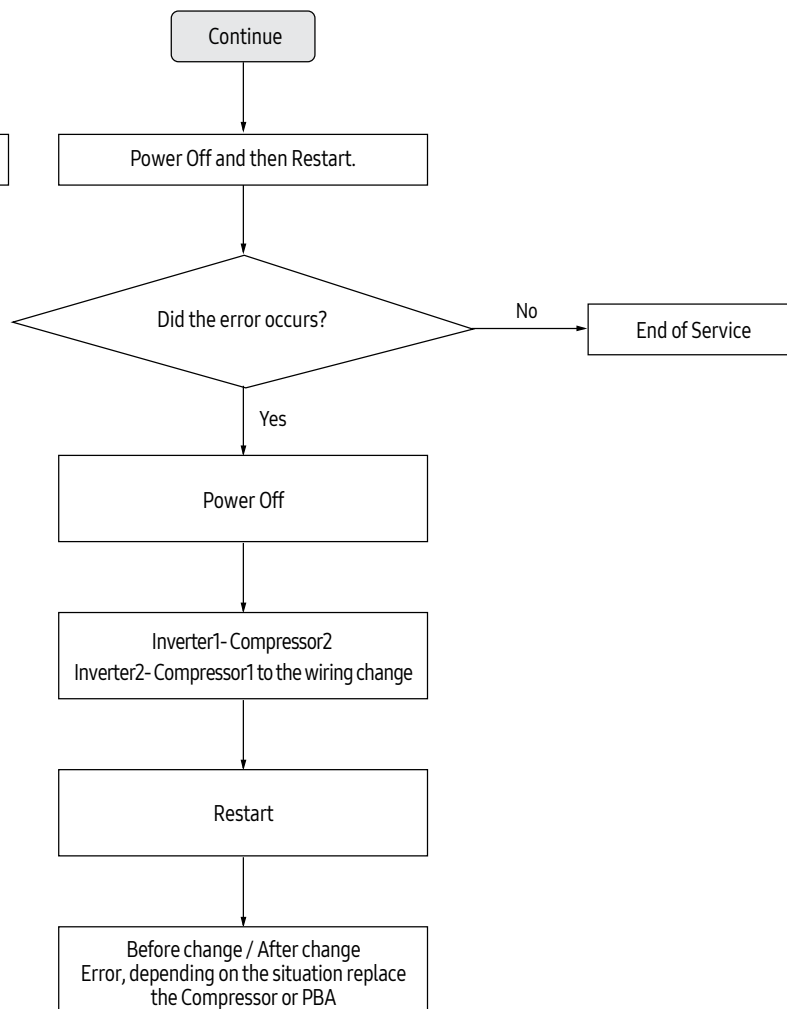 Continue
Power Off and then Restart.
Did the error occurs?
No
End of Service
Yes
Power Off
Inverter1- Compressor2
Inverter2- Compressor1 to the wiring change
Restart
Before change / After change
Error, depending on the situation replace
the Compressor or PBA